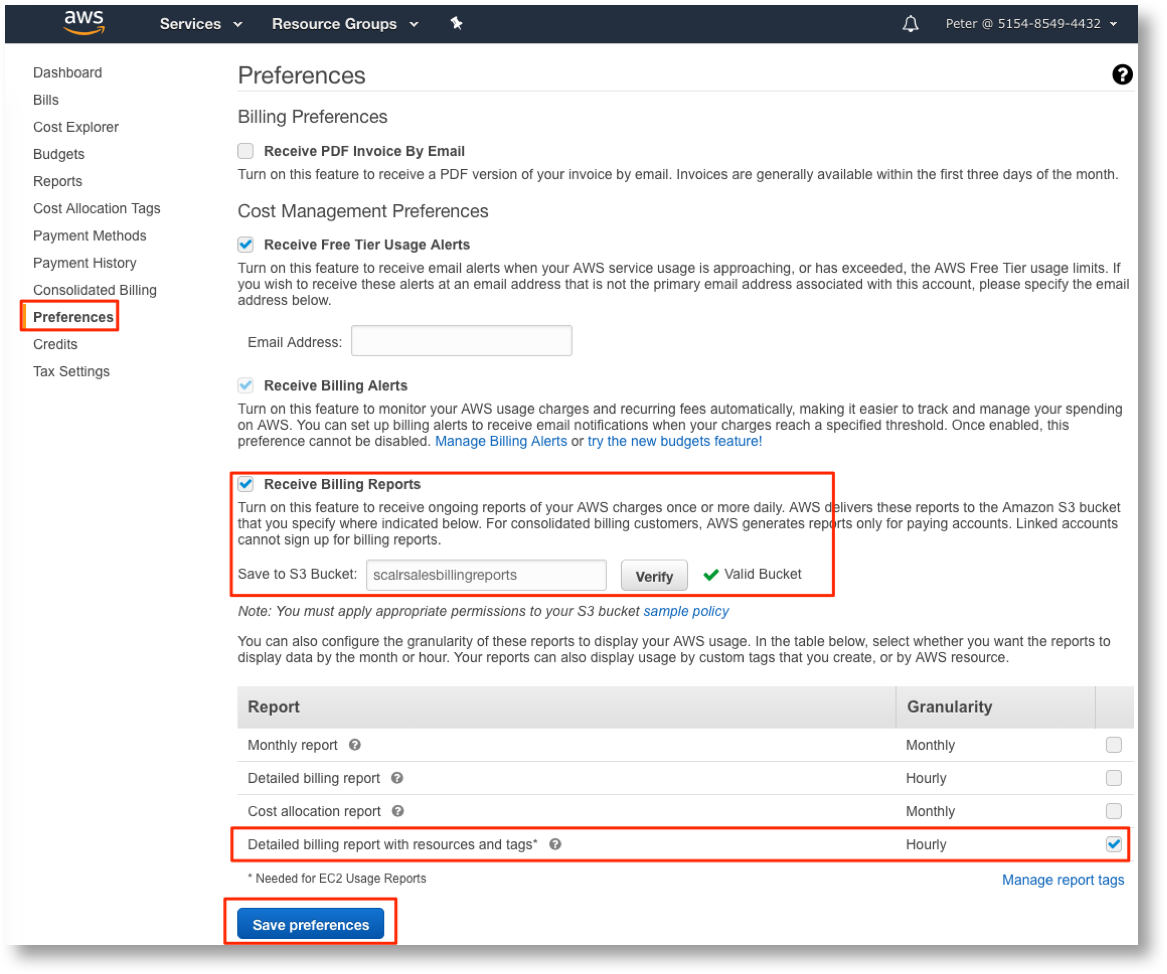 aws Services Resource Groups Peter @ 5154-8549-4432
Dashboard
Bills
Cost Explorer
Budgets
Reports
Cost Allocation Tags
Payment Methods
Payment History
Consolidated Billing
Preferences
Credits
Tax Settings
Preferences ?
Billing Preferences
Receive PDF Invoice By Email
Turn on this feature to receive a PDF version of your invoice by email. Invoices are generally available within the first three days of the month.
Cost Management Preferences
Receive Free Tier Usage Alerts
Turn on this feature to receive email alerts when your AWS service usage is approaching, or has exceeded, the AWS Free Tier usage limits. If
you wish to receive these alerts at an email address that is not the primary email address associated with this account, please specify the email
address below.
Email Address:
Receive Billing Alerts
Turn on this feature to monitor your AWS usage charges and recurring fees automatically, making it easier to track and manage your spending
on AWS. You can set up billing alerts to receive email notifications when your charges reach a specified threshold. Once enabled, this
preference cannot be disabled. Manage Billing Alerts or try the new budgets feature!
Receive Billing Reports
Turn on this feature to receive ongoing reports of your AWS charges once or more daily. AWS delivers these reports to the Amazon S3 bucket
that you specify where indicated below. For consolidated billing customers, AWS generates reports only for paying accounts. Linked accounts
cannot sign up for billing reports.
Save to S3 Bucket: scalrsalesbillingreports Verify Valid Bucket
Note: You must apply appropriate permissions to your S3 bucket sample policy
You can also configure the granularity of these reports to display your AWS usage. In the table below, select whether you want the reports to
display data by the month or hour. Your reports can also display usage by custom tags that you create, or by AWS resource.
Report Granularity
Monthly report ? Monthly
Detailed billing report ? Hourly
Cost allocation report ? Monthly
Detailed billing report with resources and tags* ? Hourly
* Needed for EC2 Usage Reports
Manage report tags
Save preferences